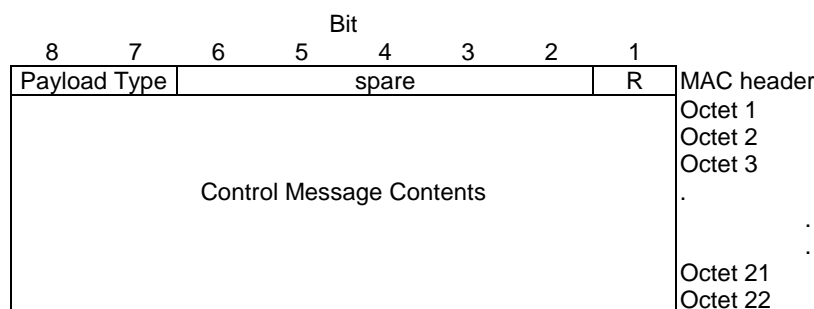 Bit
8 7 6 5 4 3 2 1
Payload Type spare R MAC header
Octet 1
Octet 2
Octet 3
Control Message Contents .
.
.
Octet 21
Octet 22